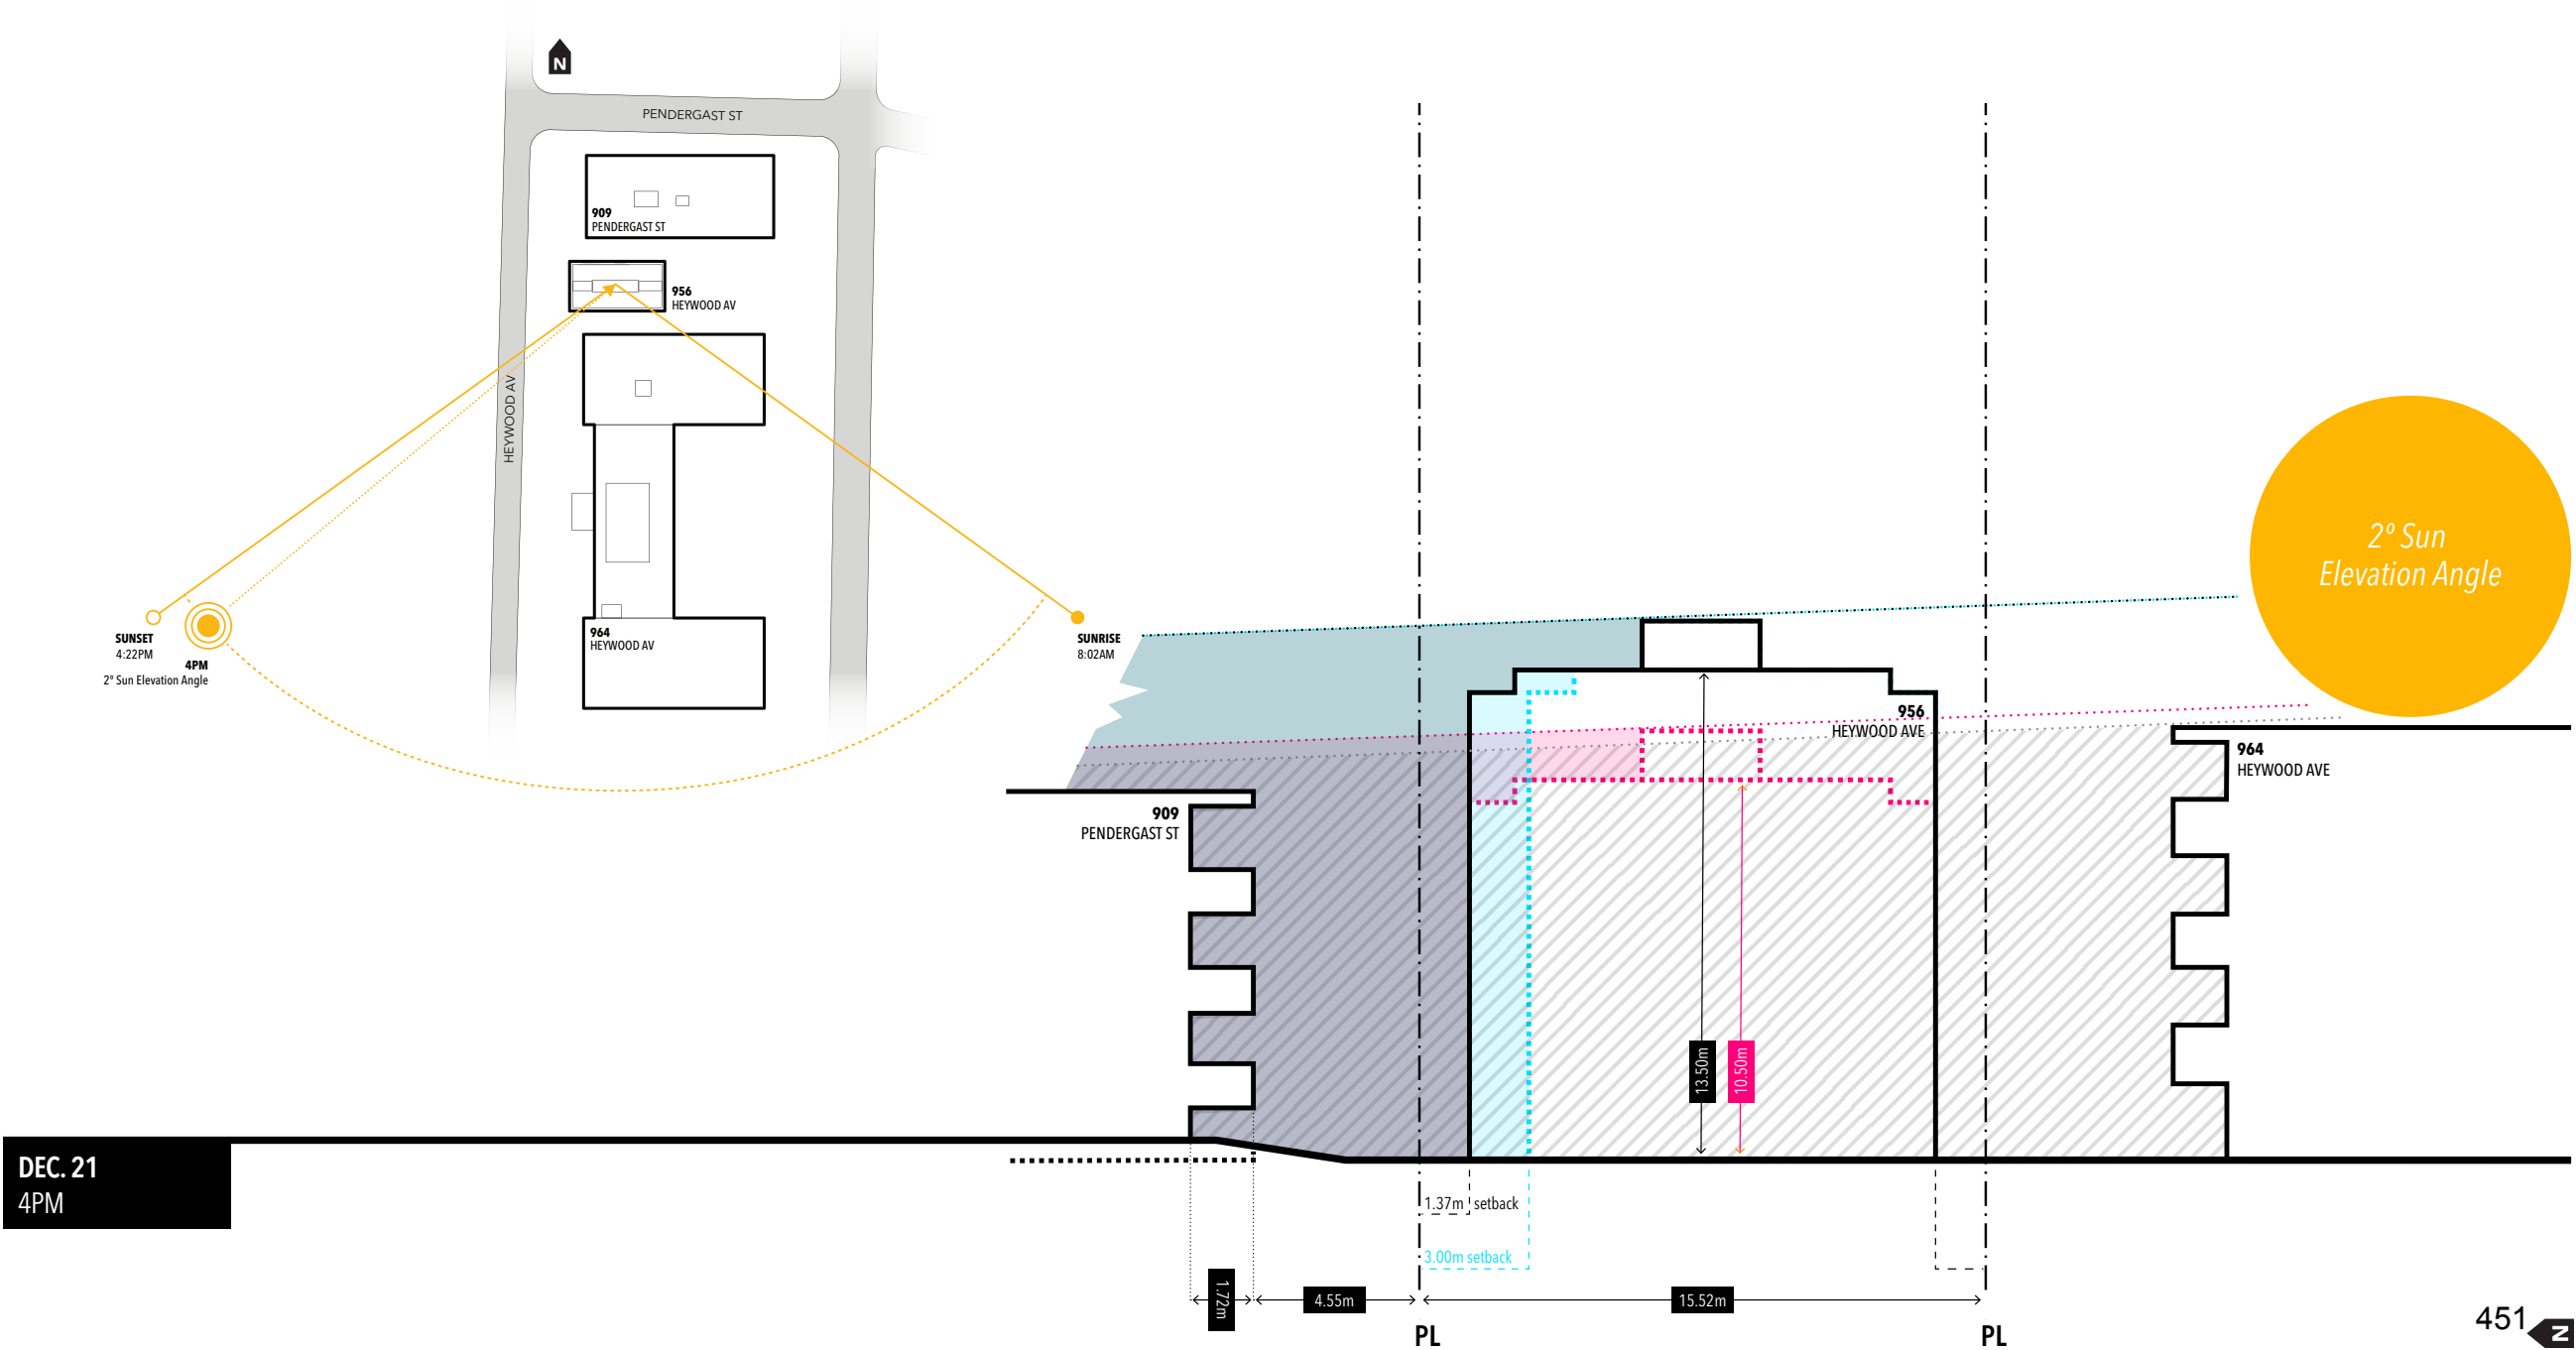 N
PENDERGAST ST
909
PENDERGAST ST
956
HEYWOOD AV
HEYWOOD AV
964
HEYWOOD AV
SUNSET
4:22PM
4PM
2º Sun Elevation Angle
SUNRISE
8:02AM
2º Sun
Elevation Angle
956
HEYWOOD AVE
964
HEYWOOD AVE
909
PENDERGAST ST
13.50m
10.50m
DEC. 21
4PM
1.37m setback
3.00m setback
1.72m
4.55m
15.52m
PL
PL
451
N